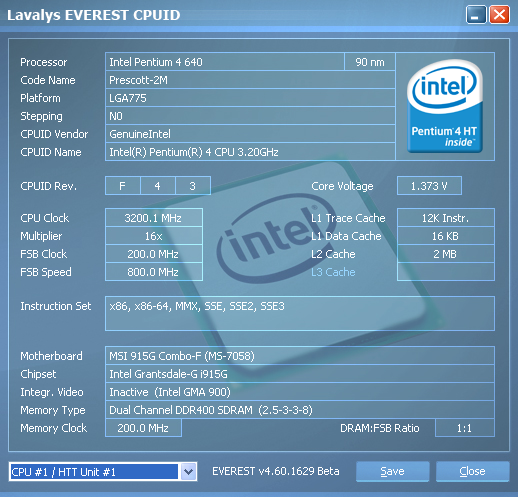 Lavalys EVEREST CPUID
Processor Intel Pentium 4 640 90 nm
Code Name Prescott-2M
Platform LGA775
Stepping N0
CPUID Vendor GenuineIntel
CPUID Name Intel(R) Pentium(R) 4 CPU 3.20GHz
intel
Pentium 4 HT
inside™
CPUID Rev. F 4 3 Core Voltage 1.373 V
CPU Clock 3200.1 MHz L1 Trace Cache 12K Instr.
Multiplier 16x L1 Data Cache 16 KB
FSB Clock 200.0 MHz L2 Cache 2 MB
FSB Speed 800.0 MHz L3 Cache
intel
Instruction Set x86, x86-64, MMX, SSE, SSE2, SSE3
Motherboard MSI 915G Combo-F (MS-7058)
Chipset Intel Grantsdale-G i915G
Integr. Video Inactive (Intel GMA 900)
Memory Type Dual Channel DDR400 SDRAM (2.5-3-3-8)
Memory Clock 200.0 MHz DRAM:FSB Ratio 1:1
CPU #1 / HTT Unit #1 EVEREST v4.60.1629 Beta Save Close